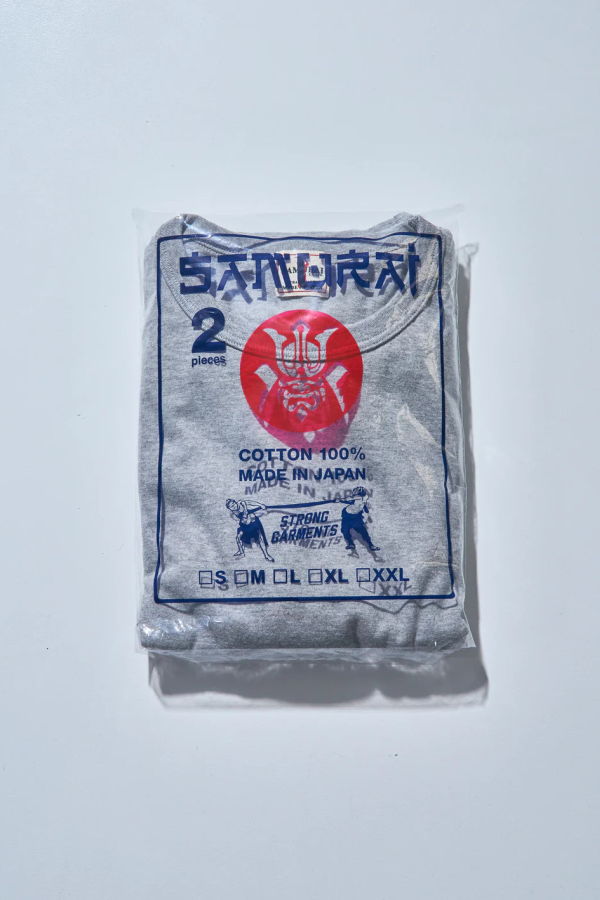 SAMURAI
2
pieces
COTTON 100%
MADE IN JAPAN
STRONG
GARMENTS
S M L XL XXL